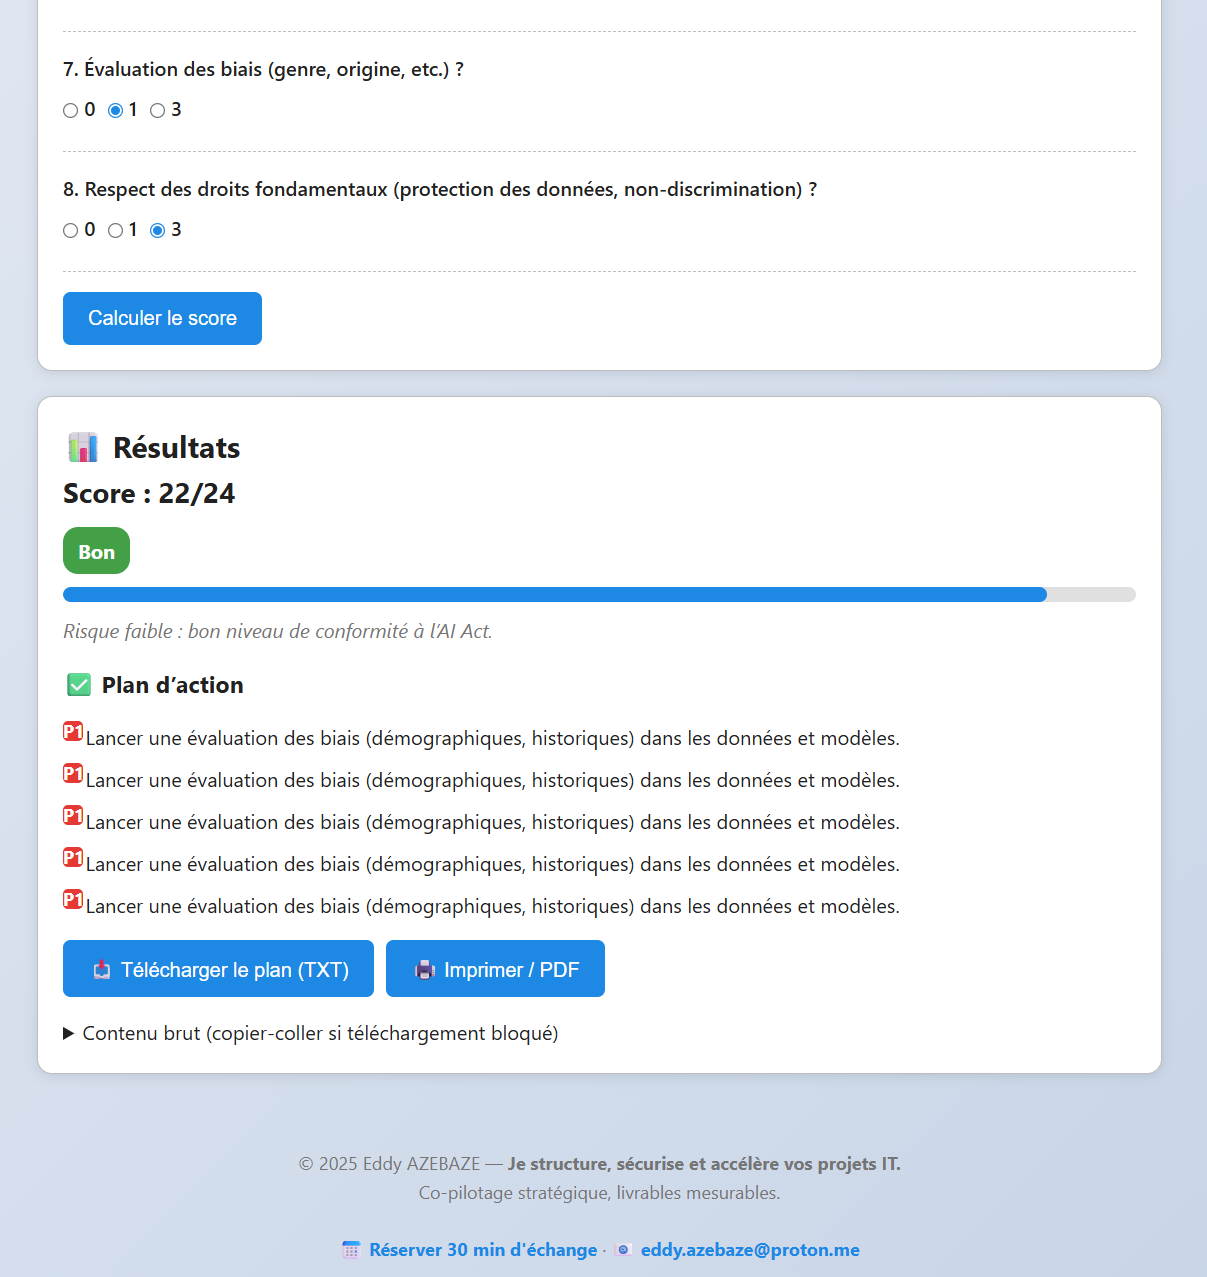 7. Évaluation des biais (genre, origine, etc.) ?
0 1 3
8. Respect des droits fondamentaux (protection des données, non-discrimination) ?
0 1 3
Calculer le score
Résultats
Score : 22/24
Bon
Risque faible : bon niveau de conformité à l’AI Act.
Plan d’action
P1 Lancer une évaluation des biais (démographiques, historiques) dans les données et modèles.
P1 Lancer une évaluation des biais (démographiques, historiques) dans les données et modèles.
P1 Lancer une évaluation des biais (démographiques, historiques) dans les données et modèles.
P1 Lancer une évaluation des biais (démographiques, historiques) dans les données et modèles.
P1 Lancer une évaluation des biais (démographiques, historiques) dans les données et modèles.
Télécharger le plan (TXT) Imprimer / PDF
Contenu brut (copier-coller si téléchargement bloqué)
© 2025 Eddy AZEBAZE — Je structure, sécurise et accélère vos projets IT.
Co-pilotage stratégique, livrables mesurables.
Réserver 30 min d'échange · eddy.azebaze@proton.me